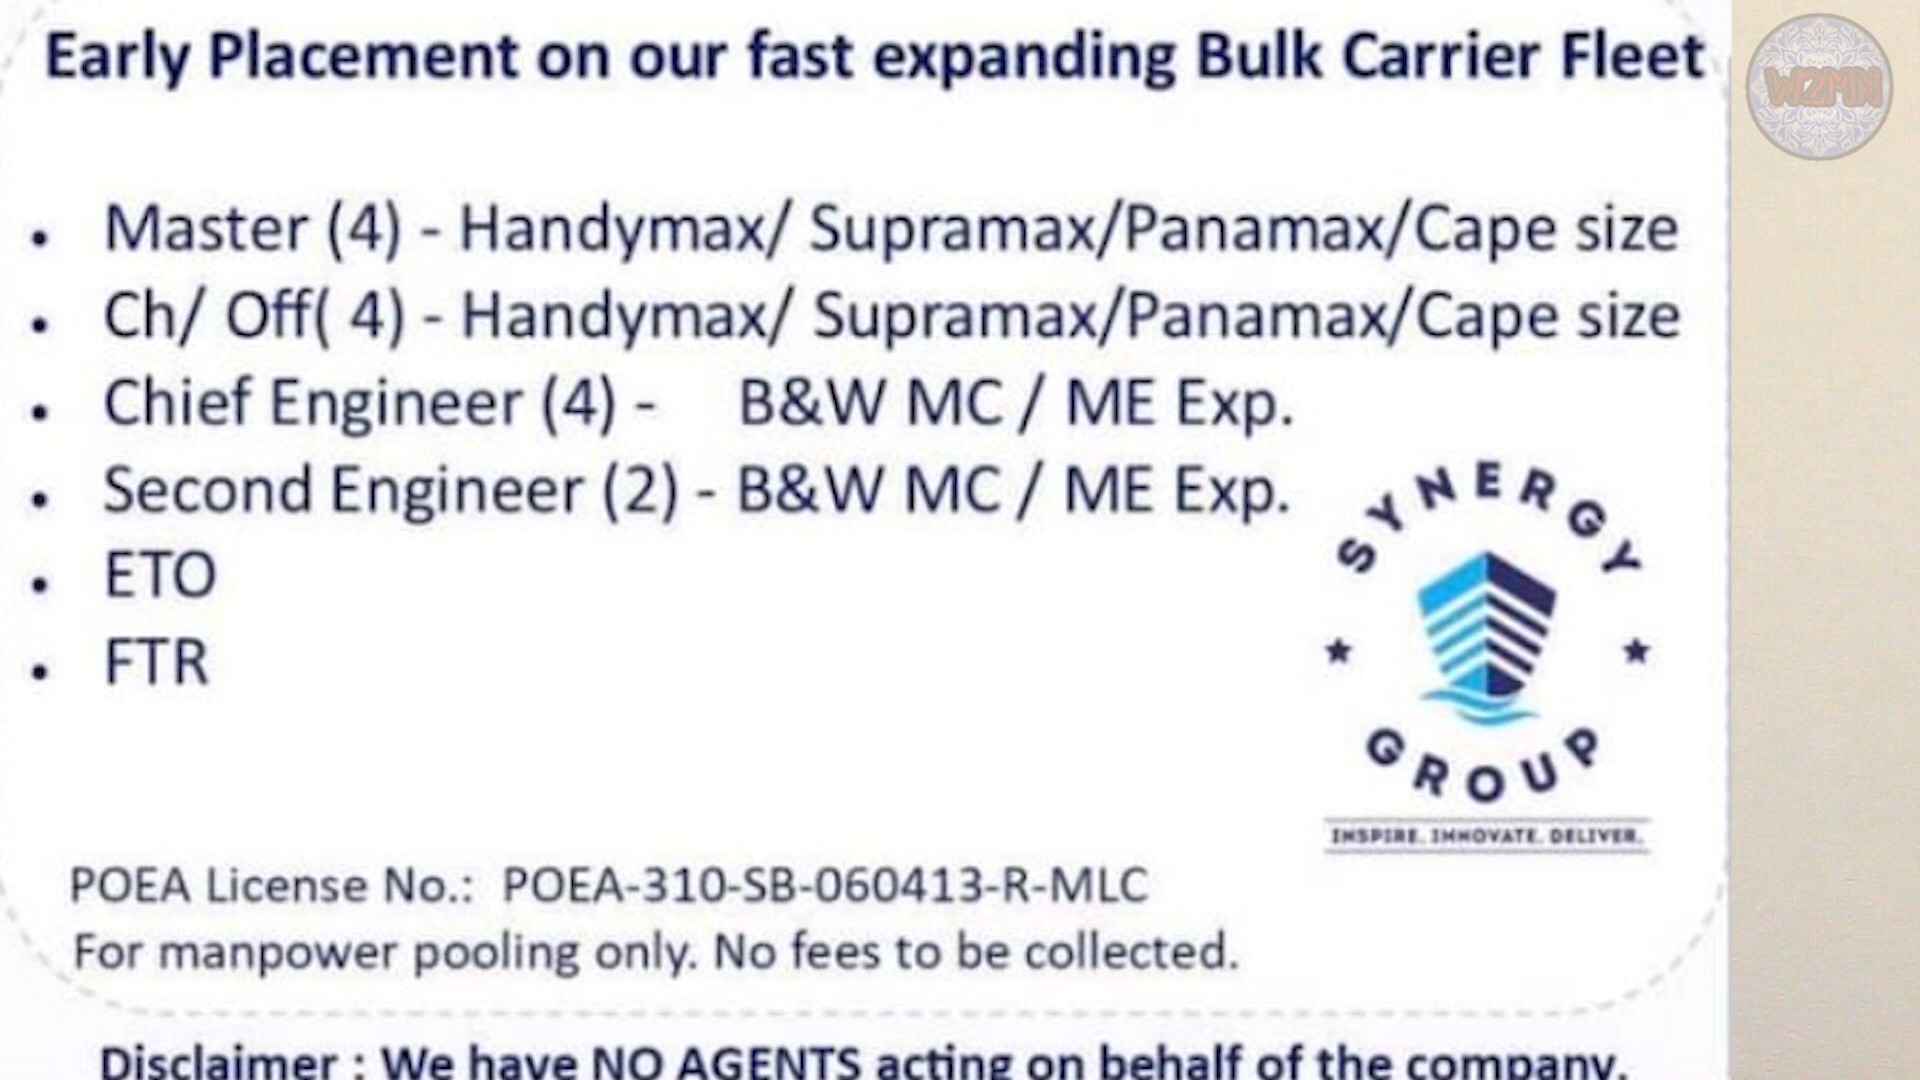 Early Placement on our fast expanding Bulk Carrier Fleet
WZMN
• Master (4) - Handymax/ Supramax/Panamax/Cape size
• Ch/ Off( 4) - Handymax/ Supramax/Panamax/Cape size
• Chief Engineer (4) - B&W MC / ME Exp.
• Second Engineer (2) - B&W MC / ME Exp.
• ETO
• FTR
SYNERGY
GROUP
INSPIRE. INNOVATE. DELIVER.
POEA License No.: POEA-310-SB-060413-R-MLC
For manpower pooling only. No fees to be collected.
Disclaimer : We have NO AGENTS acting on behalf of the company.